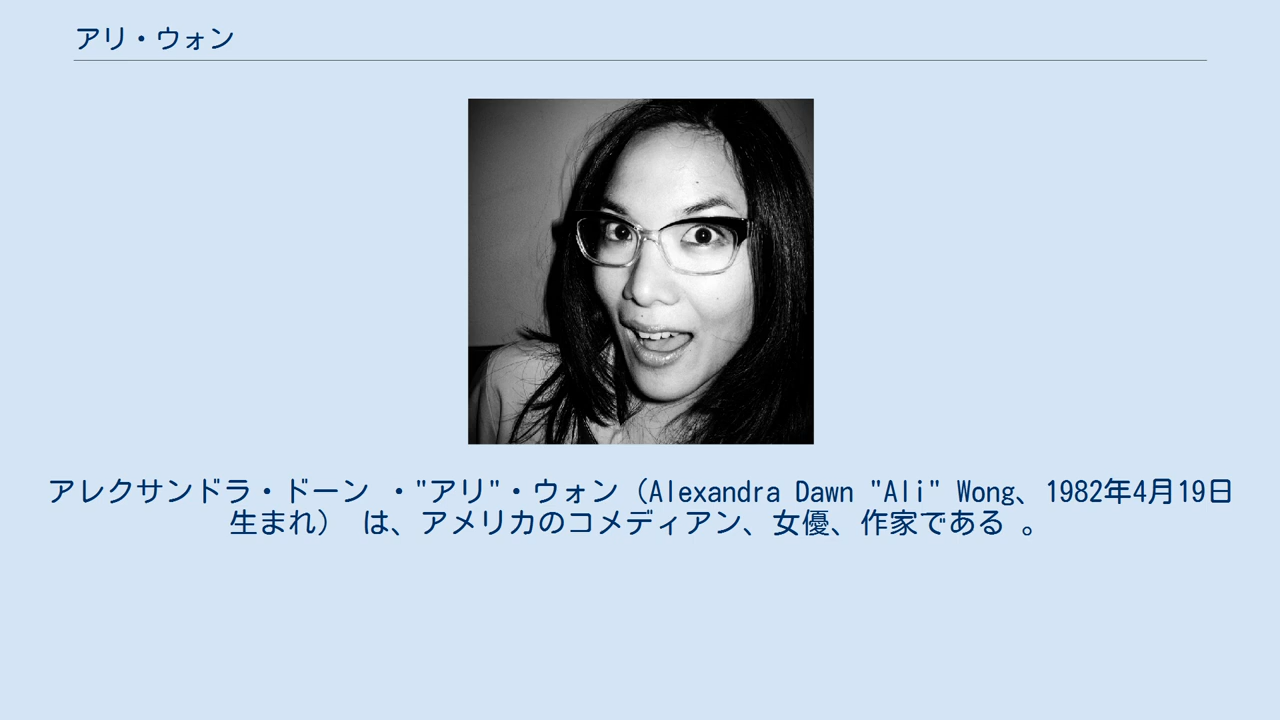 アリ・ウォン
アレクサンドラ・ドーン ・"アリ"・ウォン（Alexandra Dawn "Ali" Wong、1982年4月19日
生まれ） は、アメリカのコメディアン、女優、作家である 。